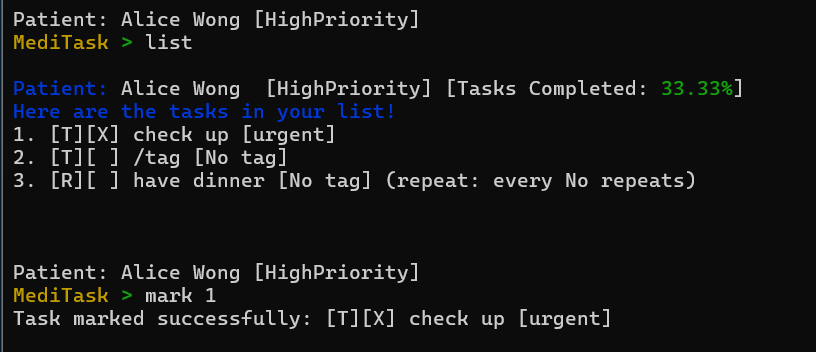 Patient: Alice Wong [HighPriority]
MediTask > list
Patient: Alice Wong  [HighPriority] [Tasks Completed: 33.33%]
Here are the tasks in your list!
1. [T][X] check up [urgent]
2. [T][ ] /tag [No tag]
3. [R][ ] have dinner [No tag] (repeat: every No repeats)
Patient: Alice Wong [HighPriority]
MediTask > mark 1
Task marked successfully: [T][X] check up [urgent]